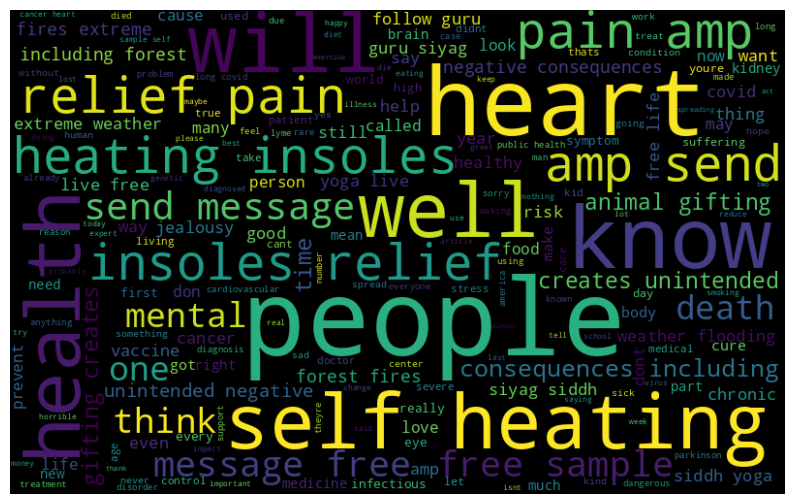 cancer heart
died
used
due
happy
work
long
cause
follow guru
diet
treat
fires extreme
will
brain
didnt
pain amp
sample self
case
condition
including forest
guru siyag
look
thats
exercise
say
now
want
without
lost
problem
long covid
die
eating
negative consequences
youre
made
kidney
relief pain
world
high
heart
maybe
illness
covid
keep
act
true
patient
yes
help
thing
spreading
extreme weather
feel
lyme
rare
may
hope
dying
human
many
still
called
year
symptom
public health
going
suffering
please
best
take
healthy
man
free life
heating insoles
great
amp send
already
genetic
person
yoga live
sorry
kid
nothing
two
live free
diagnosed
well
risk
animal gifting
send message
use
lot
reduce
today
way
jealousy
good
mean
making
know
reason
expert
living
cant
food
article
make
care
probably
time
number
using
health
insoles relief
creates unintended
need
first
don
cardiovascular
spread
everyone
stress
america
known
day
smoking
anything
something
people
body
death
try
mental
real
tell
school
almost
prevent
vaccine
cancer
diagnosis
sad
doctor
center
last
weather flooding
cure
gifting creates
one
got
right
forest fires
severe
medical
dont
unintended negative
change
virus
consequences including
sick
part
chronic
siyag siddh
horrible
think
theyre
really
saying
support
love
self heating
week
parkinson
age
every
eye
even
said
impact
money
life
message free
amp
free sample
siddh yoga
new
thank
treatment
never
control
important
medicine
infectious
let
much
isnt
kind
dangerous
disorder